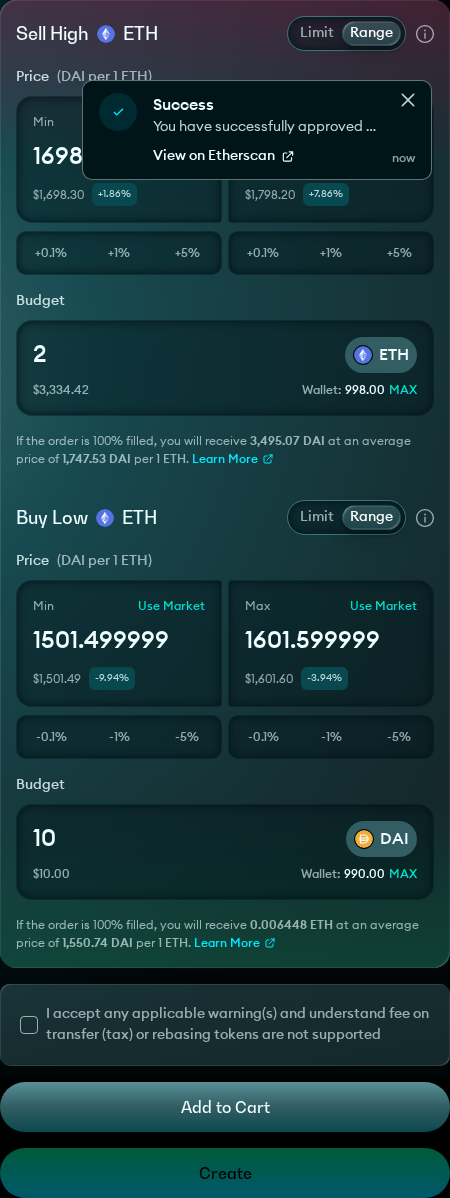 Sell High ETH
Limit Range
Price (DAI per 1 ETH)
Success
You have successfully approved ...
View on Etherscan
now
Min
1698
$1,698.30 +1.86%
$1,798.20 +7.86%
+0.1% +1% +5%
+0.1% +1% +5%
Budget
2
ETH
$3,334.42
Wallet: 998.00 MAX
If the order is 100% filled, you will receive 3,495.07 DAI at an average
price of 1,747.53 DAI per 1 ETH. Learn More
Buy Low ETH
Limit Range
Price (DAI per 1 ETH)
Min Use Market
1501.499999
$1,501.49 -9.94%
Max Use Market
1601.599999
$1,601.60 -3.94%
-0.1% -1% -5%
-0.1% -1% -5%
Budget
10
DAI
$10.00
Wallet: 990.00 MAX
If the order is 100% filled, you will receive 0.006448 ETH at an average
price of 1,550.74 DAI per 1 ETH. Learn More
I accept any applicable warning(s) and understand fee on
transfer (tax) or rebasing tokens are not supported
Add to Cart
Create